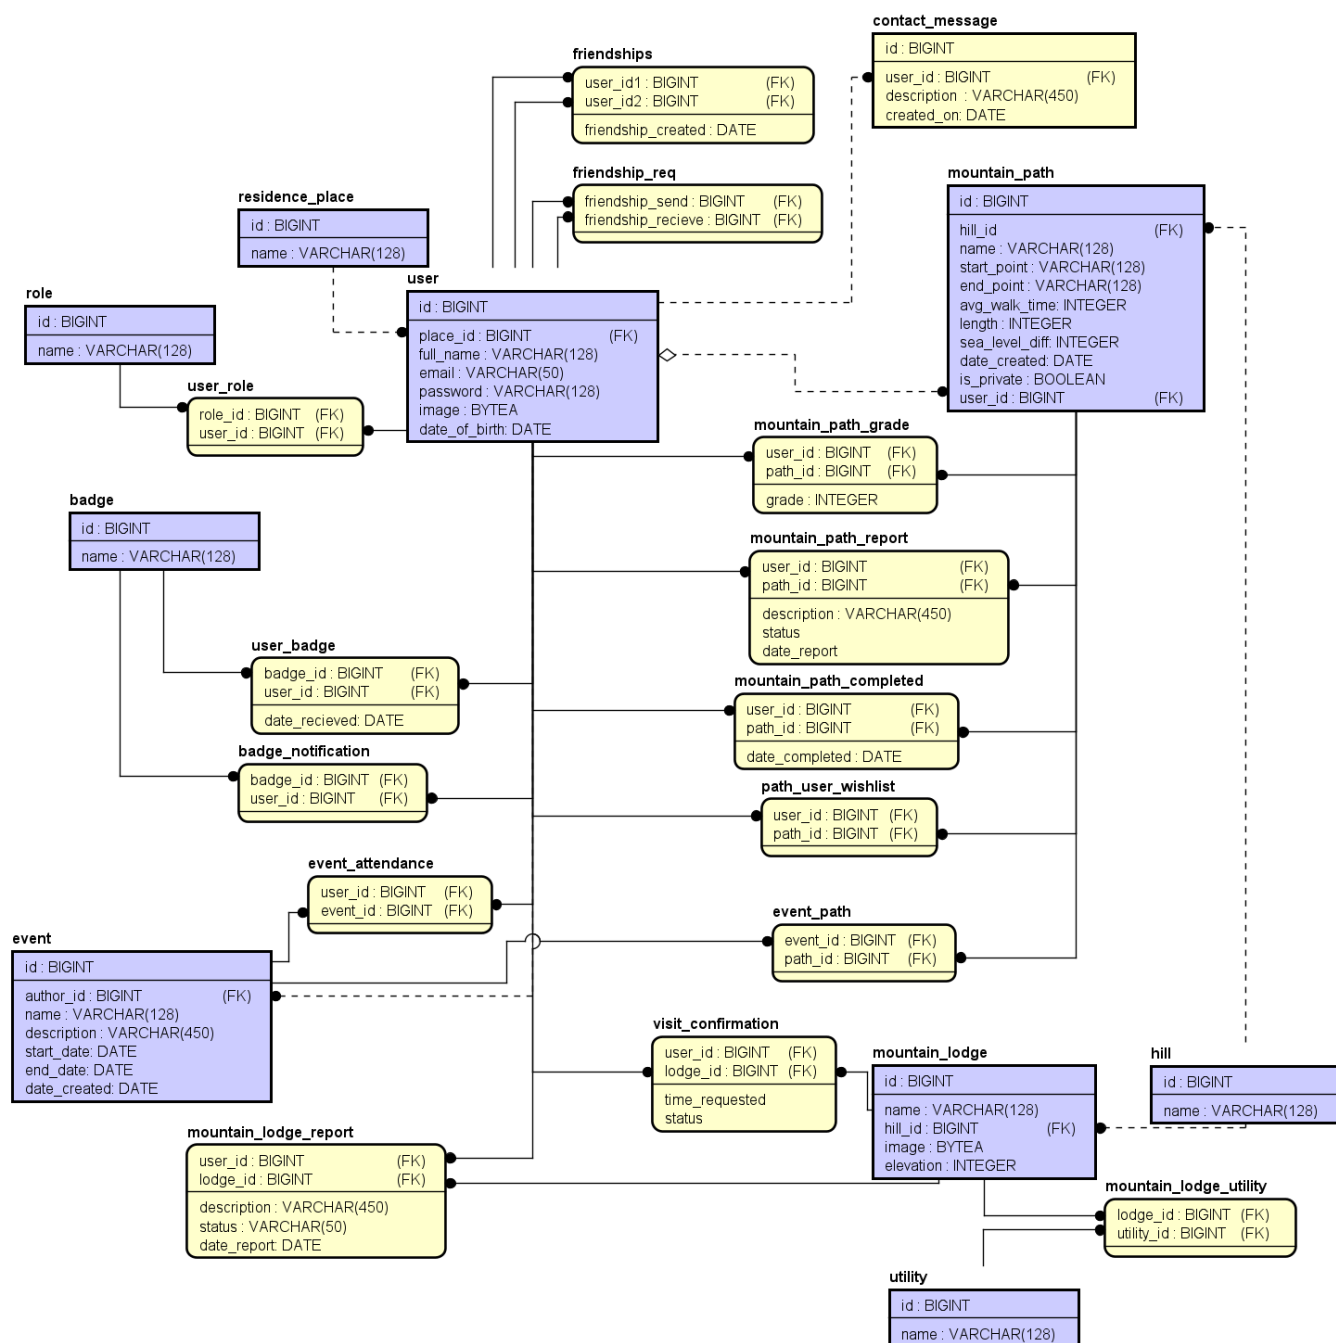 contact_message
id : BIGINT
user_id : BIGINT (FK)
description : VARCHAR(450)
created_on: DATE
friendships
user_id1 : BIGINT (FK)
user_id2 : BIGINT (FK)
friendship_created : DATE
friendship_req
friendship_send : BIGINT (FK)
friendship_recieve : BIGINT (FK)
mountain_path
id : BIGINT
hill_id (FK)
name : VARCHAR(128)
start_point : VARCHAR(128)
end_point : VARCHAR(128)
avg_walk_time: INTEGER
length : INTEGER
sea_level_diff: INTEGER
date_created: DATE
is_private : BOOLEAN
user_id : BIGINT (FK)
residence_place
id : BIGINT
name : VARCHAR(128)
user
id : BIGINT
place_id : BIGINT (FK)
full_name : VARCHAR(128)
email : VARCHAR(50)
password : VARCHAR(128)
image : BYTEA
date_of_birth: DATE
role
id : BIGINT
name : VARCHAR(128)
user_role
role_id : BIGINT (FK)
user_id : BIGINT (FK)
mountain_path_grade
user_id : BIGINT (FK)
path_id : BIGINT (FK)
grade : INTEGER
badge
id : BIGINT
name : VARCHAR(128)
mountain_path_report
user_id : BIGINT (FK)
path_id : BIGINT (FK)
description : VARCHAR(450)
status
date_report
user_badge
badge_id : BIGINT (FK)
user_id : BIGINT (FK)
date_recieved: DATE
mountain_path_completed
user_id : BIGINT (FK)
path_id : BIGINT (FK)
date_completed : DATE
badge_notification
badge_id : BIGINT (FK)
user_id : BIGINT (FK)
path_user_wishlist
user_id : BIGINT (FK)
path_id : BIGINT (FK)
event_attendance
user_id : BIGINT (FK)
event_id : BIGINT (FK)
event_path
event_id : BIGINT (FK)
path_id : BIGINT (FK)
event
id : BIGINT
author_id : BIGINT (FK)
name : VARCHAR(128)
description : VARCHAR(450)
start_date: DATE
end_date: DATE
date_created: DATE
visit_confirmation
user_id : BIGINT (FK)
lodge_id : BIGINT (FK)
time_requested
status
mountain_lodge
id : BIGINT
name : VARCHAR(128)
hill_id : BIGINT (FK)
image : BYTEA
elevation : INTEGER
hill
id : BIGINT
name : VARCHAR(128)
mountain_lodge_report
user_id : BIGINT (FK)
lodge_id : BIGINT (FK)
description : VARCHAR(450)
status : VARCHAR(50)
date_report: DATE
mountain_lodge_utility
lodge_id : BIGINT (FK)
utility_id : BIGINT (FK)
utility
id : BIGINT
name : VARCHAR(128)